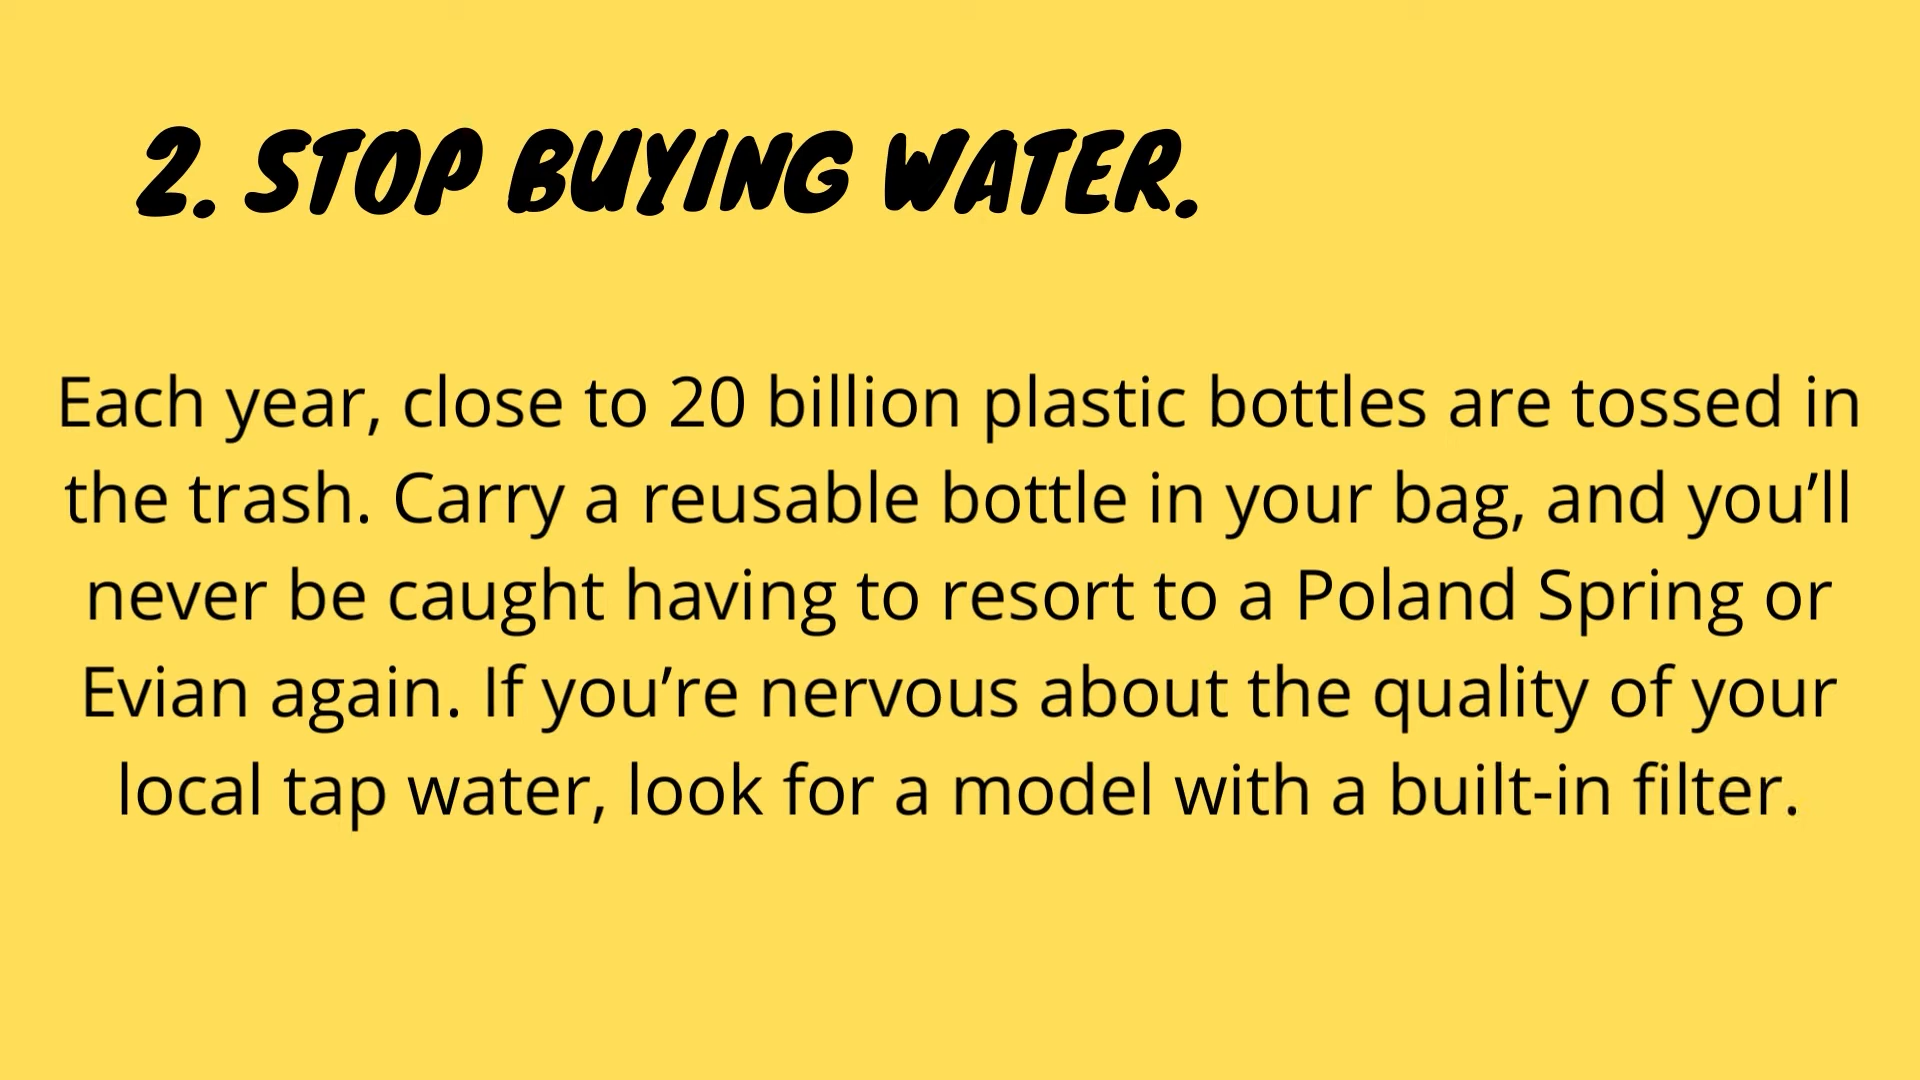 2. STOP BUYING WATER.
Each year, close to 20 billion plastic bottles are tossed in
the trash. Carry a reusable bottle in your bag, and you’ll
never be caught having to resort to a Poland Spring or
Evian again. If you’re nervous about the quality of your
local tap water, look for a model with a built-in filter.